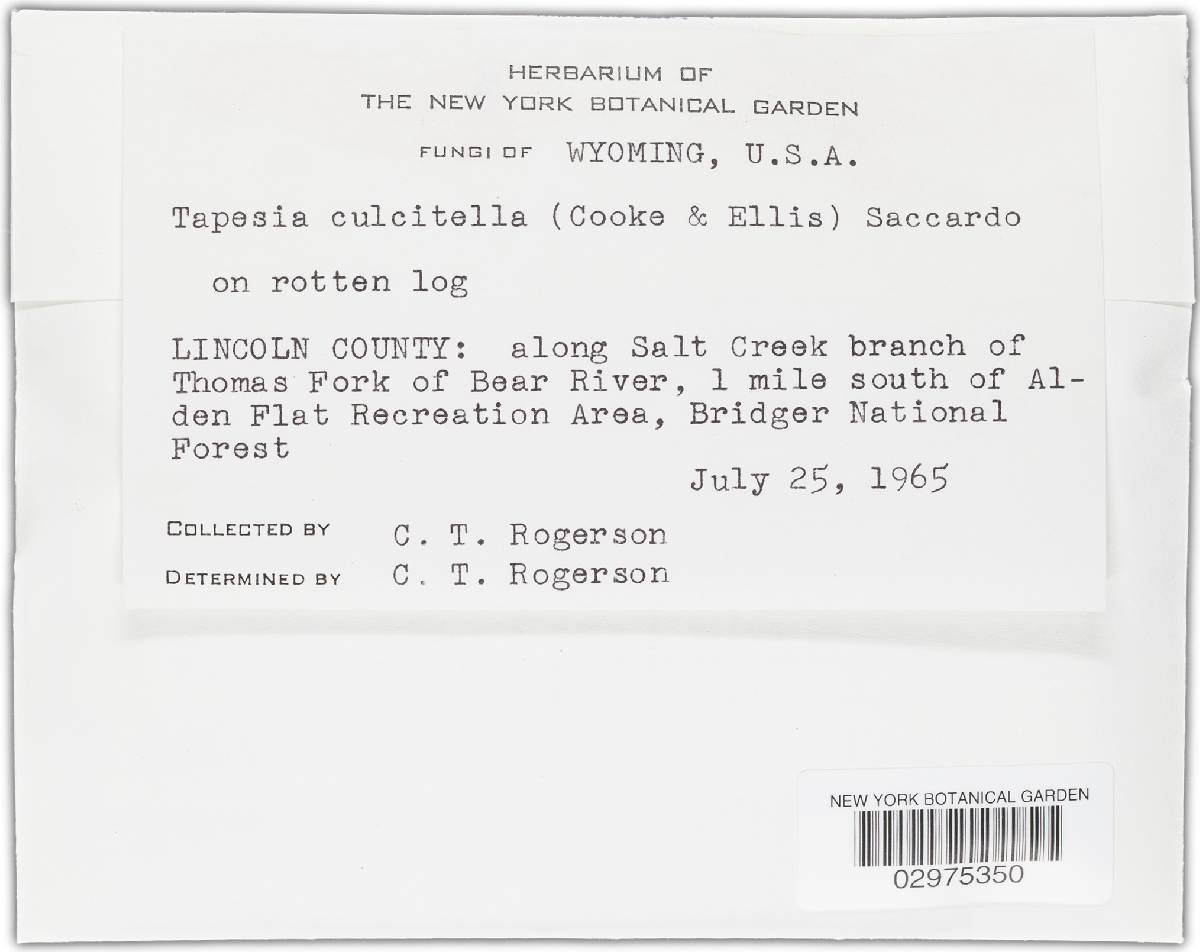 HERBARIUM OF
THE NEW YORK BOTANICAL GARDEN
FUNGI OF WYOMING, U.S.A.
Tapesia culcitella (Cooke & Ellis) Saccardo
on rotten log
LINCOLN COUNTY: along Salt Creek branch of
Thomas Fork of Bear River, 1 mile south of Al-
den Flat Recreation Area, Bridger National
Forest
July 25, 1965
COLLECTED BY C. T. Rogerson
DETERMINED BY C. T. Rogerson
NEW YORK BOTANICAL GARDEN
02975350